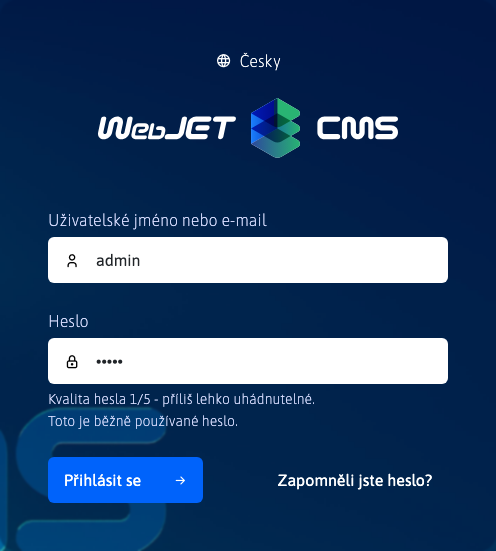 Česky
WebJET CMS
Uživatelské jméno nebo e-mail
admin
Heslo
•••••
Kvalita hesla 1/5 - příliš lehko uhádnutelné.
Toto je běžně používané heslo.
Přihlásit se → Zapomněli jste heslo?